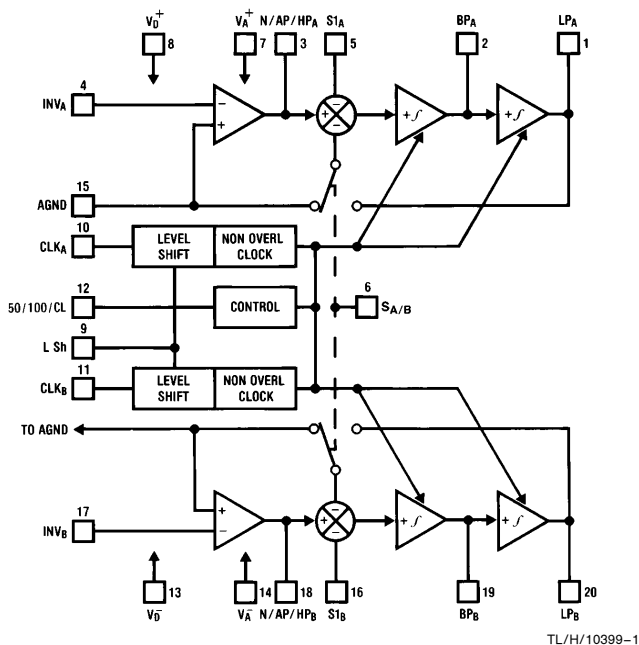 V_D^+ V_A^+ N/AP/HP_A S1_A BP_A LP_A
8 7 3 5 2 1
4
INV_A
−
+
+
−
−
+ ∫
+ ∫
15
AGND
10
CLK_A
LEVEL SHIFT
NON OVERL CLOCK
12
50/100/CL
CONTROL
6
S_A/B
9
L Sh
11
CLK_B
LEVEL SHIFT
NON OVERL CLOCK
TO AGND
17
INV_B
+
−
+
−
−
+ ∫
+ ∫
13 14 18 16 19 20
V_D^− V_A^− N/AP/HP_B S1_B BP_B LP_B
TL/H/10399–1